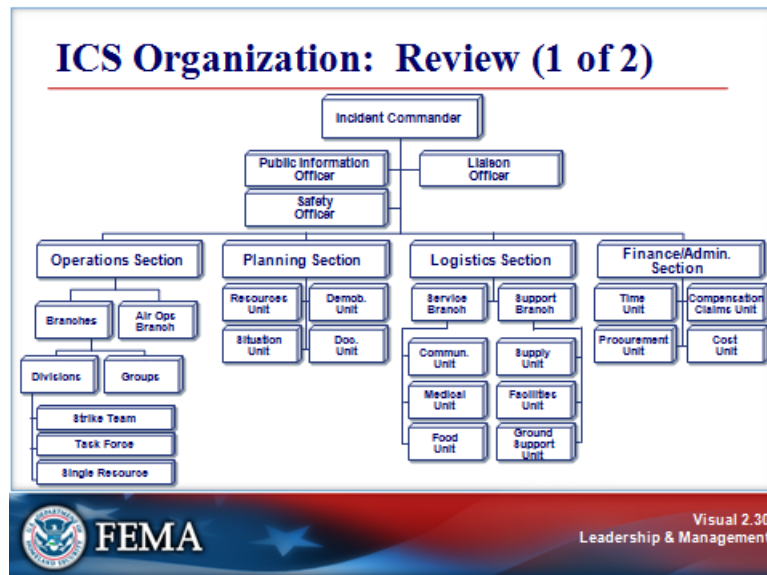 ICS Organization: Review (1 of 2)
Incident Commander
Public Information
Officer
Liaison
Officer
Safety
Officer
Operations Section
Planning Section
Logistics Section
Finance/Admin.
Section
Branches
Air Ops
Branch
Divisions
Groups
Strike Team
Task Force
Single Resource
Resources
Unit
Demob.
Unit
Situation
Unit
Doc.
Unit
Service
Branch
Support
Branch
Commun.
Unit
Supply
Unit
Medical
Unit
Facilities
Unit
Food
Unit
Ground
Support
Unit
Time
Unit
Compensation
Claims Unit
Procurement
Unit
Cost
Unit
FEMA
Visual 2.30
Leadership & Management